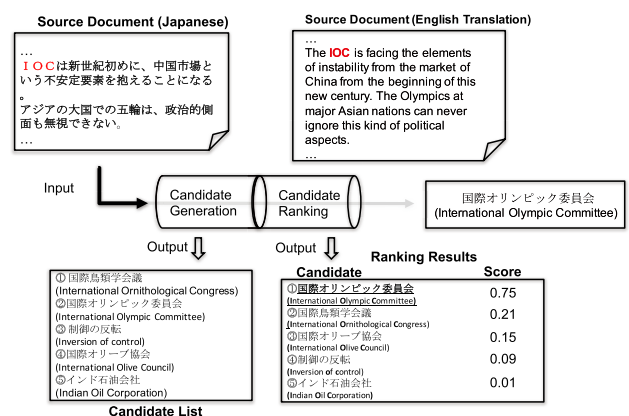 Source Document (Japanese)
Source Document (English Translation)
…
ＩＯＣは新世紀初めに、中国市場と
いう不安定要素を抱えることになる
。
アジアの大国での五輪は、政治的側
面も無視できない。
…
…
The IOC is facing the elements
of instability from the market of
China from the beginning of this
new century. The Olympics at
major Asian nations can never
ignore this kind of political
aspects.
…
Input
Candidate
Generation
Candidate
Ranking
国際オリンピック委員会
(International Olympic Committee)
Output
Output
①国際鳥類学会議
(International Ornithological Congress)
②国際オリンピック委員会
(International Olympic Committee)
③ 制御の反転
(Inversion of control)
④国際オリーブ協会
(International Olive Council)
⑤インド石油会社
(Indian Oil Corporation)
Candidate List
Ranking Results
Candidate Score
①国際オリンピック委員会
(International Olympic Committee) 0.75
②国際鳥類学会議
(International Ornithological Congress) 0.21
③国際オリーブ協会
(International Olive Council) 0.15
④制御の反転
(Inversion of control) 0.09
⑤インド石油会社
(Indian Oil Corporation) 0.01